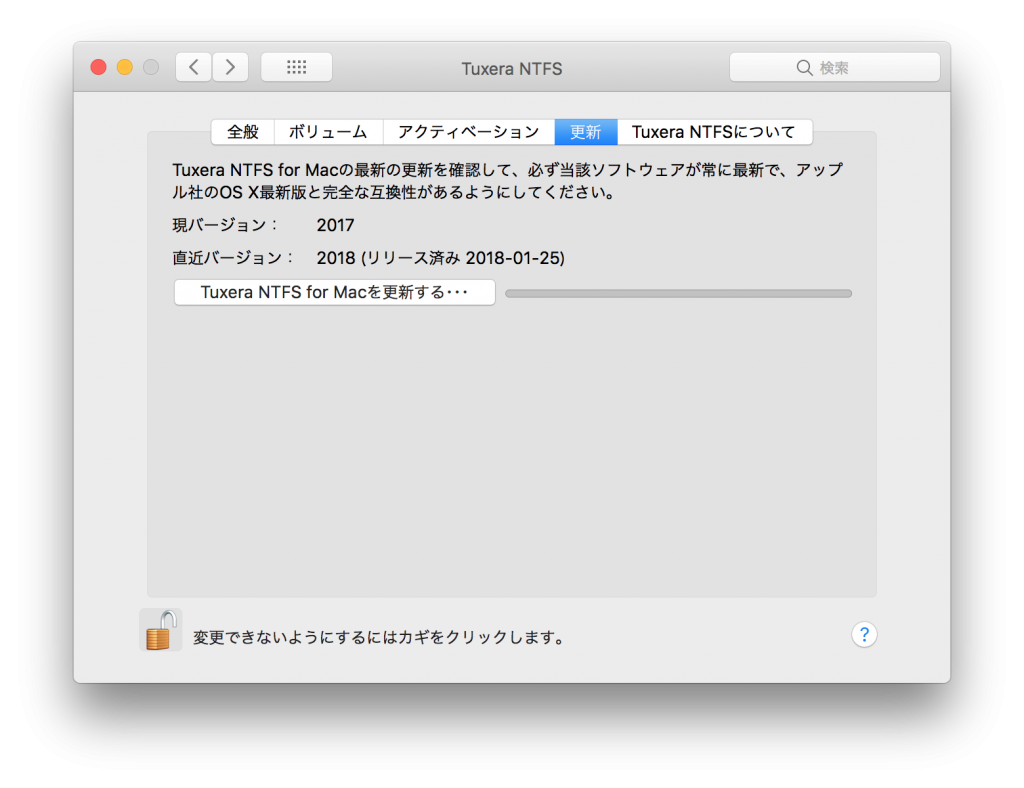 Tuxera NTFS
検索
全般
ボリューム
アクティベーション
更新
Tuxera NTFSについて
Tuxera NTFS for Macの最新の更新を確認して、必ず当該ソフトウェアが常に最新で、アップ
ル社のOS X最新版と完全な互換性があるようにしてください。
現バージョン： 2017
直近バージョン： 2018 (リリース済み 2018-01-25)
Tuxera NTFS for Macを更新する･･･
変更できないようにするにはカギをクリックします。
?